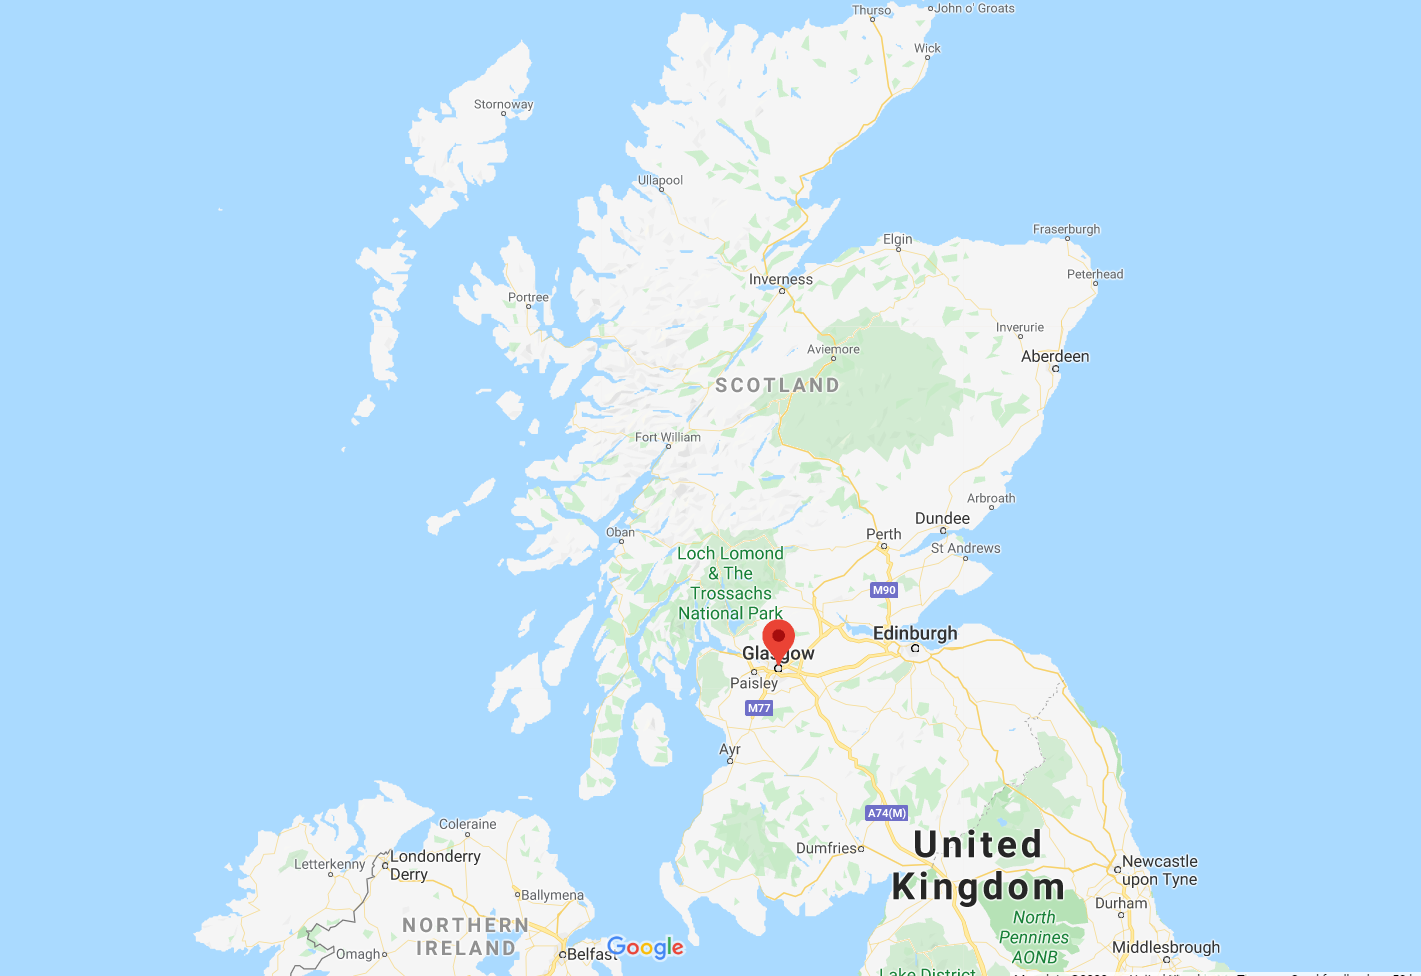 Thurso
John o' Groats
Wick
Stornoway
Ullapool
Fraserburgh
Elgin
Peterhead
Inverness
Portree
Inverurie
Aviemore
Aberdeen
SCOTLAND
Fort William
Arbroath
Dundee
Oban
Perth
St Andrews
Loch Lomond
& The
Trossachs
National Park
M90
Edinburgh
Glasgow
Paisley
M77
Ayr
A74(M)
Coleraine
United
Kingdom
Dumfries
Londonderry
Derry
Letterkenny
Newcastle
upon Tyne
Ballymena
Durham
NORTHERN
IRELAND
North
Pennines
AONB
Omagh
Belfast
Google
Middlesbrough
Lake District